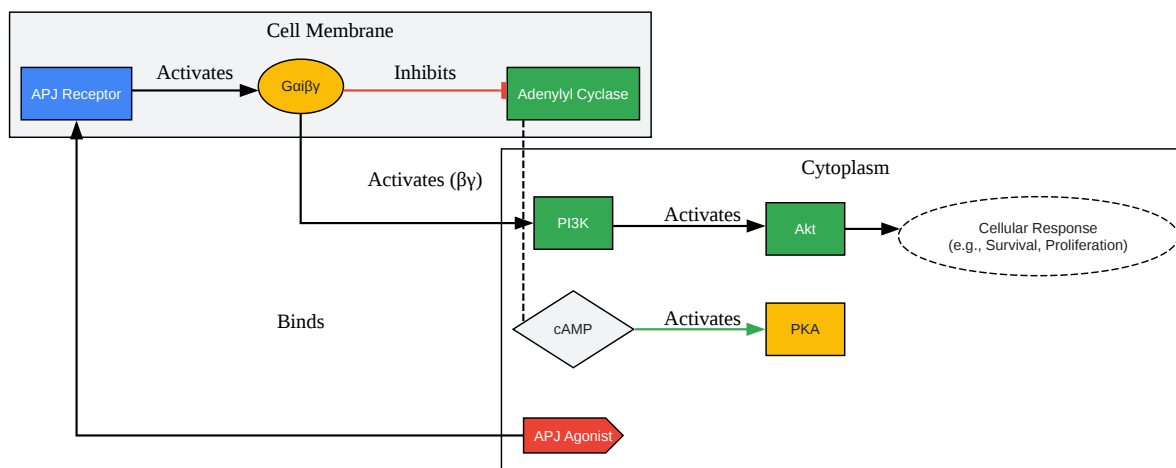 Cell Membrane
APJ Receptor
Activates
Gαiβγ
Inhibits
Adenylyl Cyclase
Cytoplasm
Activates (βγ)
PI3K
Activates
Akt
Cellular Response
(e.g., Survival, Proliferation)
Binds
cAMP
Activates
PKA
APJ Agonist